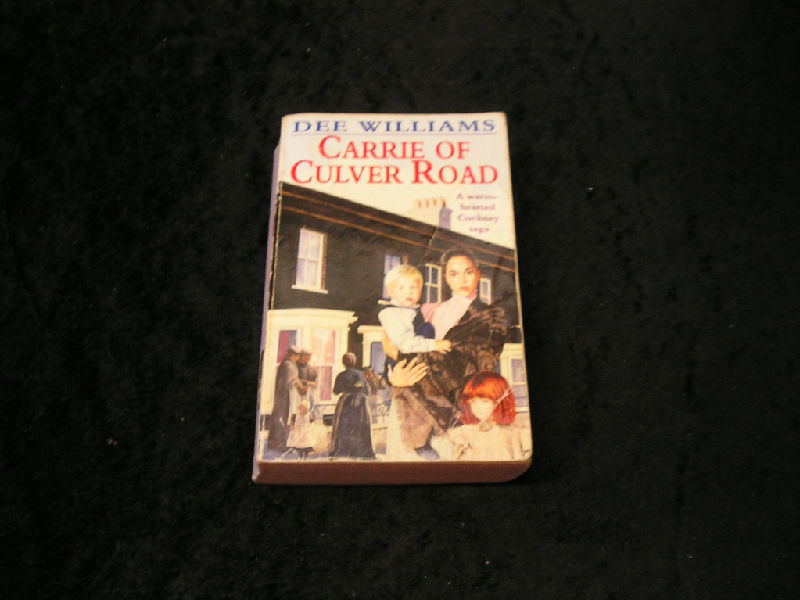 DEE WILLIAMS
CARRIE OF
CULVER ROAD
A warm-
hearted
Cockney
saga